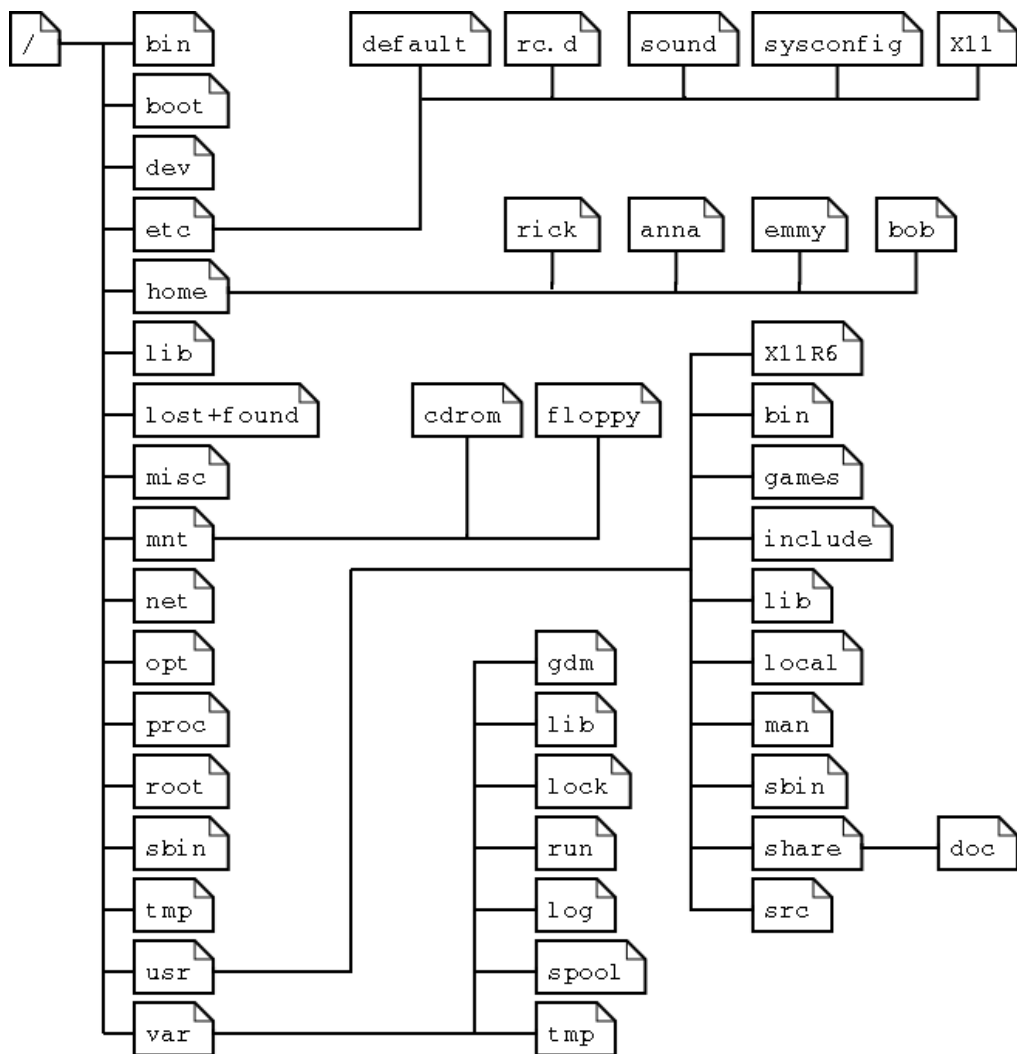 /
bin
default
rc.d
sound
sysconfig
X11
boot
dev
etc
rick
anna
emmy
bob
home
lib
X11R6
lost+found
cdrom
floppy
bin
misc
games
mnt
include
net
lib
opt
gdm
local
proc
lib
man
root
lock
sbin
sbin
run
share
doc
tmp
log
src
usr
spool
var
tmp